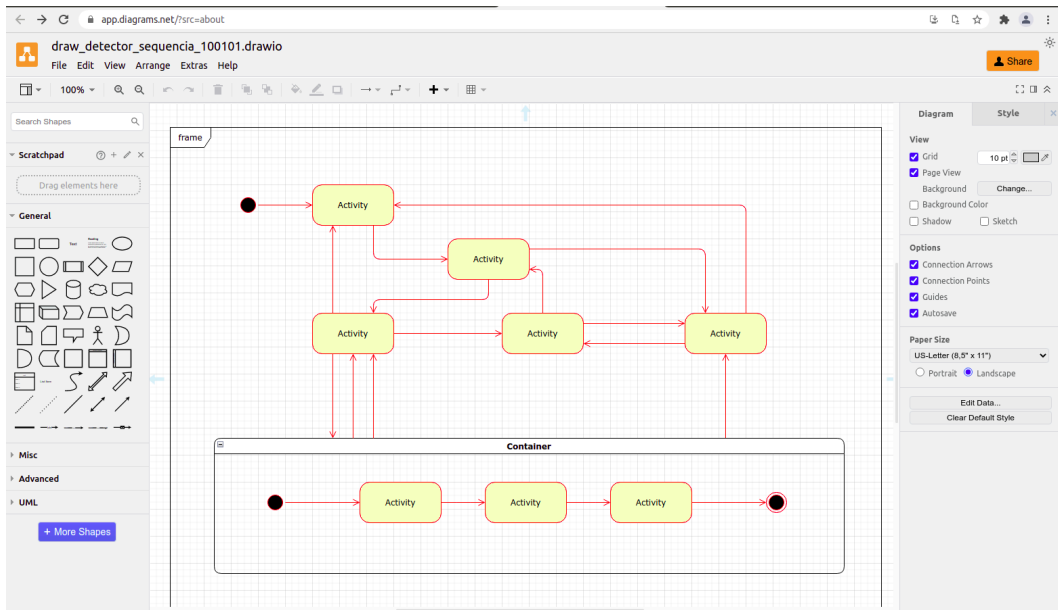 app.diagrams.net/?src=about
draw_detector_sequencia_100101.drawio
File Edit View Arrange Extras Help
Share
100%
Search Shapes
Scratchpad
Drag elements here
General
Text
Heading
Misc
Advanced
UML
+ More Shapes
frame
Activity
Activity
Activity
Activity
Activity
Container
Activity
Activity
Activity
Diagram Style
View
Grid 10 pt
Page View
Background Change...
Background Color
Shadow Sketch
Options
Connection Arrows
Connection Points
Guides
Autosave
Paper Size
US-Letter (8,5" x 11")
Portrait Landscape
Edit Data...
Clear Default Style